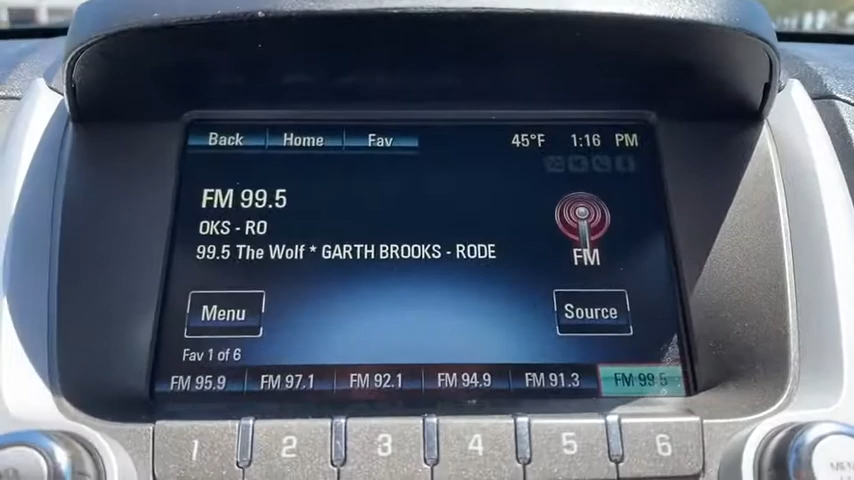 Back Home Fav 45°F 1:16 PM
FM 99.5
OKS - RO
99.5 The Wolf * GARTH BROOKS - RODE
FM
Menu Source
Fav 1 of 6
FM 95.9 FM 97.1 FM 92.1 FM 94.9 FM 91.3 FM 99.5
1 2 3 4 5 6
MENU